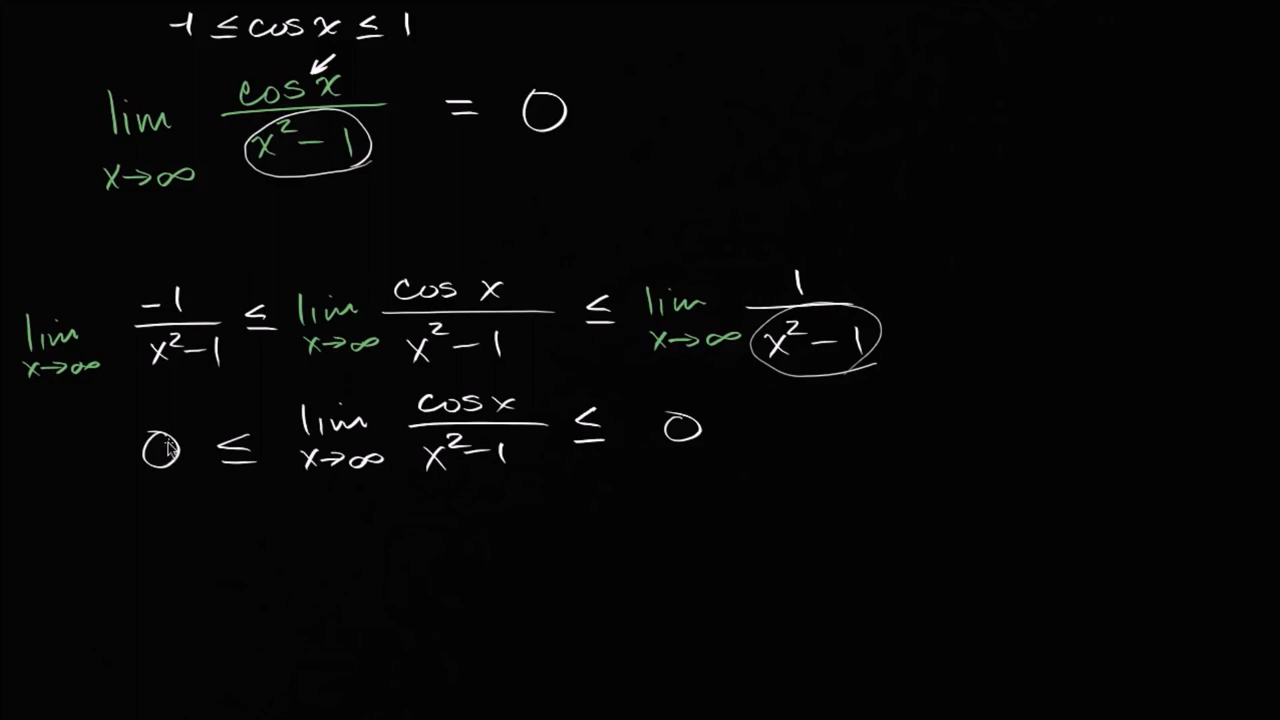 -1 ≤ cos x ≤ 1
lim x→∞ cos x / (x² - 1) = 0
lim x→∞ -1 / (x² - 1) ≤ lim x→∞ cos x / (x² - 1) ≤ lim x→∞ 1 / (x² - 1)
0 ≤ lim x→∞ cos x / (x² - 1) ≤ 0